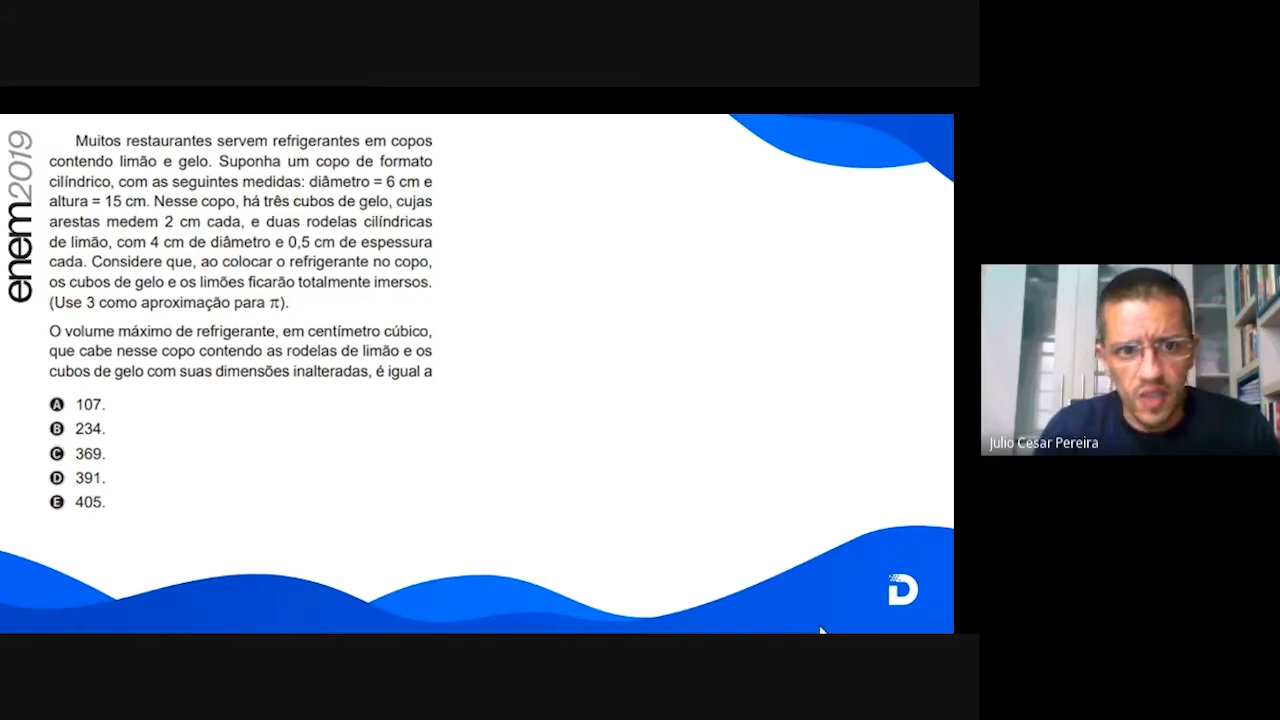 enem2019
Muitos restaurantes servem refrigerantes em copos
contendo limão e gelo. Suponha um copo de formato
cilíndrico, com as seguintes medidas: diâmetro = 6 cm e
altura = 15 cm. Nesse copo, há três cubos de gelo, cujas
arestas medem 2 cm cada, e duas rodelas cilíndricas
de limão, com 4 cm de diâmetro e 0,5 cm de espessura
cada. Considere que, ao colocar o refrigerante no copo,
os cubos de gelo e os limões ficarão totalmente imersos.
(Use 3 como aproximação para π).
O volume máximo de refrigerante, em centímetro cúbico,
que cabe nesse copo contendo as rodelas de limão e os
cubos de gelo com suas dimensões inalteradas, é igual a
A 107.
B 234.
C 369.
D 391.
E 405.
D
Julio Cesar Pereira